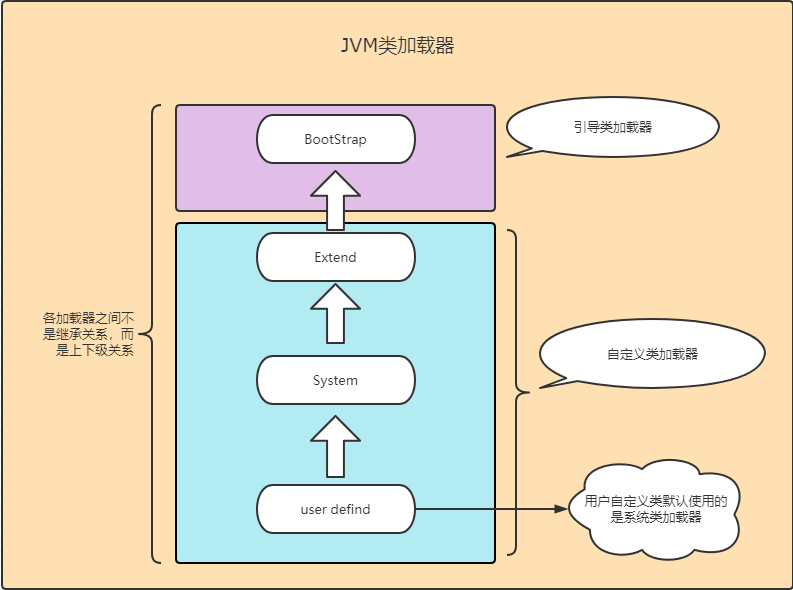 JVM类加载器
BootStrap
引导类加载器
Extend
各加载器之间不
是继承关系，而
是上下级关系
自定义类加载器
System
user defind
用户自定义类默认使用的
是系统类加载器